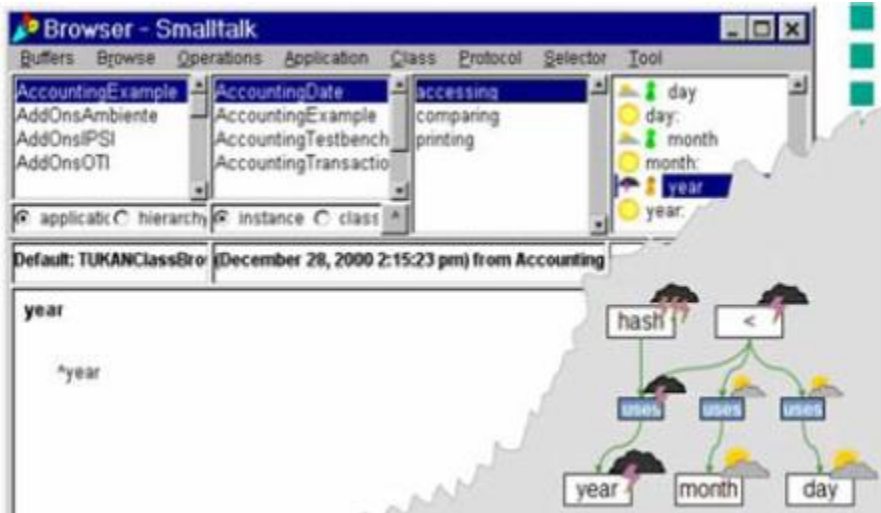 Browser - Smalltalk
Buffers Browse Operations Application Class Protocol Selector Tool
AccountingExample
AddOnsAmbiente
AddOnsIPSI
AddOnsOTI
applicatic hierarchy
AccountingDate
AccountingExample
AccountingTestbench
AccountingTransactio
instance class ^
accessing
comparing
printing
day
day:
month
month:
year
year:
Default: TUKANClassBro
(December 28, 2000 2:15:23 pm) from Accounting
year
^year
hash <
uses uses uses
year month day